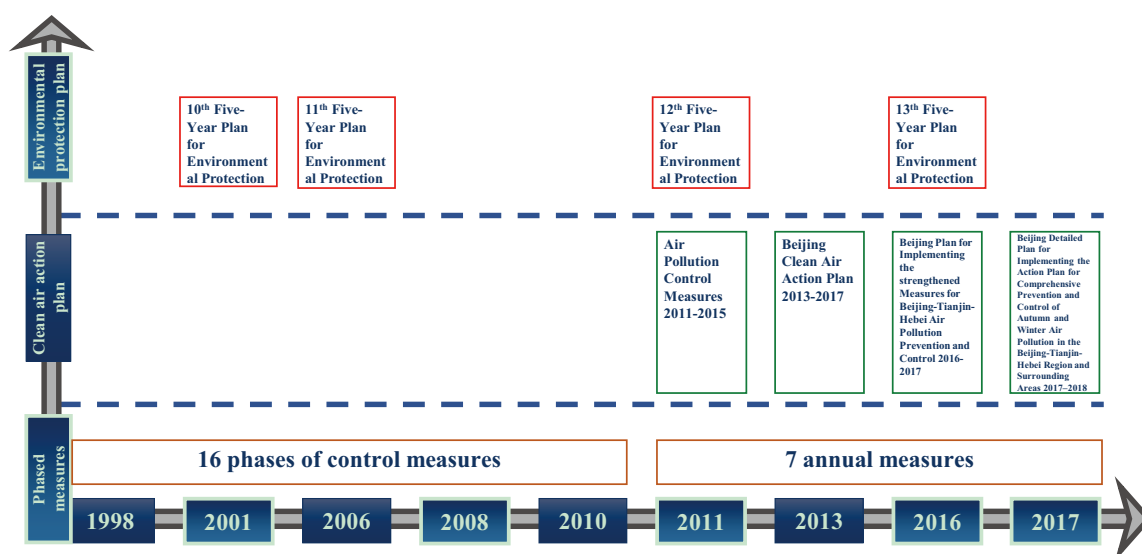 Environmental
protection plan
10th Five-
Year Plan
for
Environment
al Protection
11th Five-
Year Plan
for
Environment
al Protection
12th Five-
Year Plan
for
Environment
al Protection
13th Five-
Year Plan
for
Environment
al Protection
Clean air action
plan
Air
Pollution
Control
Measures
2011-2015
Beijing
Clean Air
Action Plan
2013-2017
Beijing Plan for
Implementing
the
strengthened
Measures for
Beijing-Tianjin-
Hebei Air
Pollution
Prevention and
Control 2016-
2017
Beijing Detailed
Plan for
Implementing the
Action Plan for
Comprehensive
Prevention and
Control of
Autumn and
Winter Air
Pollution in the
Beijing-Tianjin-
Hebei Region and
Surrounding
Areas 2017–2018
Phased
measures
16 phases of control measures
7 annual measures
1998
2001
2006
2008
2010
2011
2013
2016
2017